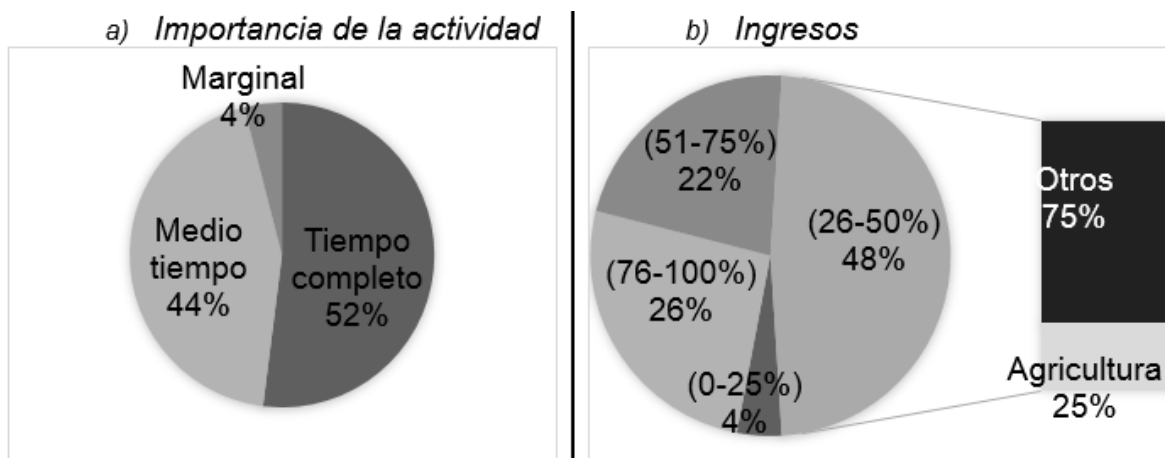 a) Importancia de la actividad
Marginal
4%
Medio
tiempo
44%
Tiempo
completo
52%
b) Ingresos
(51-75%)
22%
(26-50%)
48%
(76-100%)
26%
(0-25%)
4%
Otros
75%
Agricultura
25%